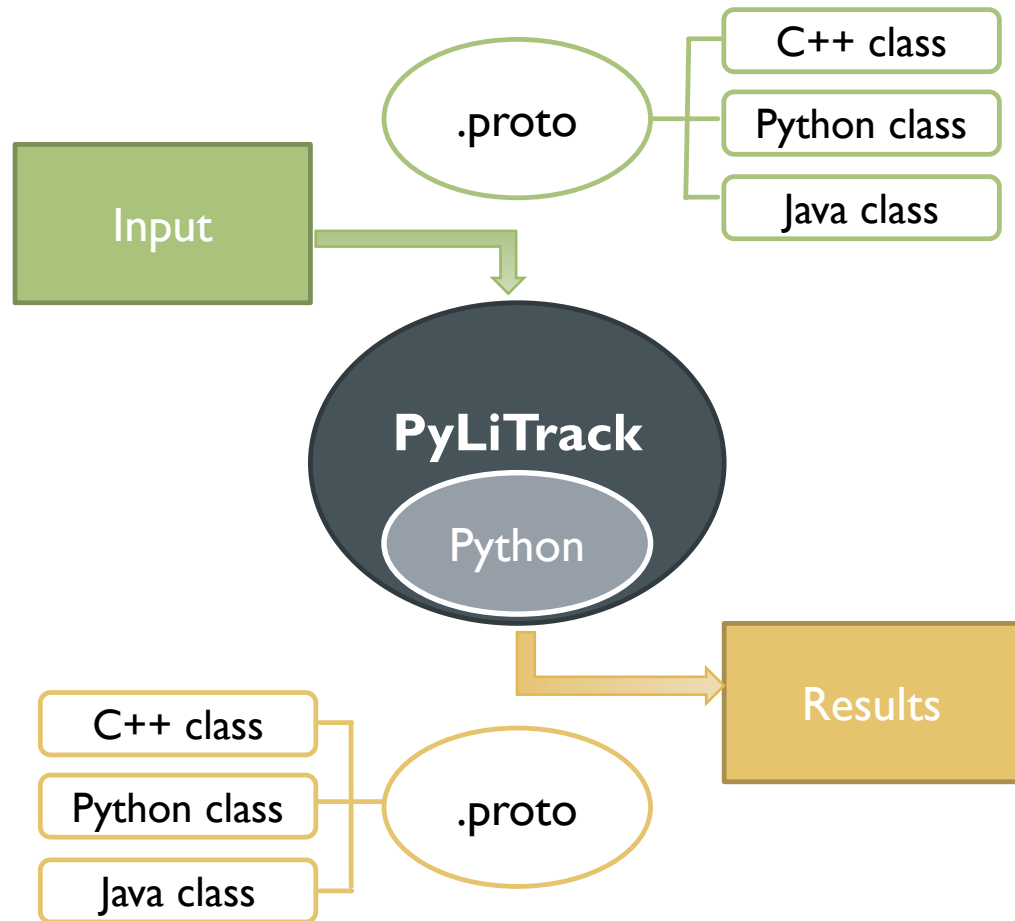 C++ class
.proto
Python class
Java class
Input
PyLiTrack
Python
Results
C++ class
Python class
.proto
Java class